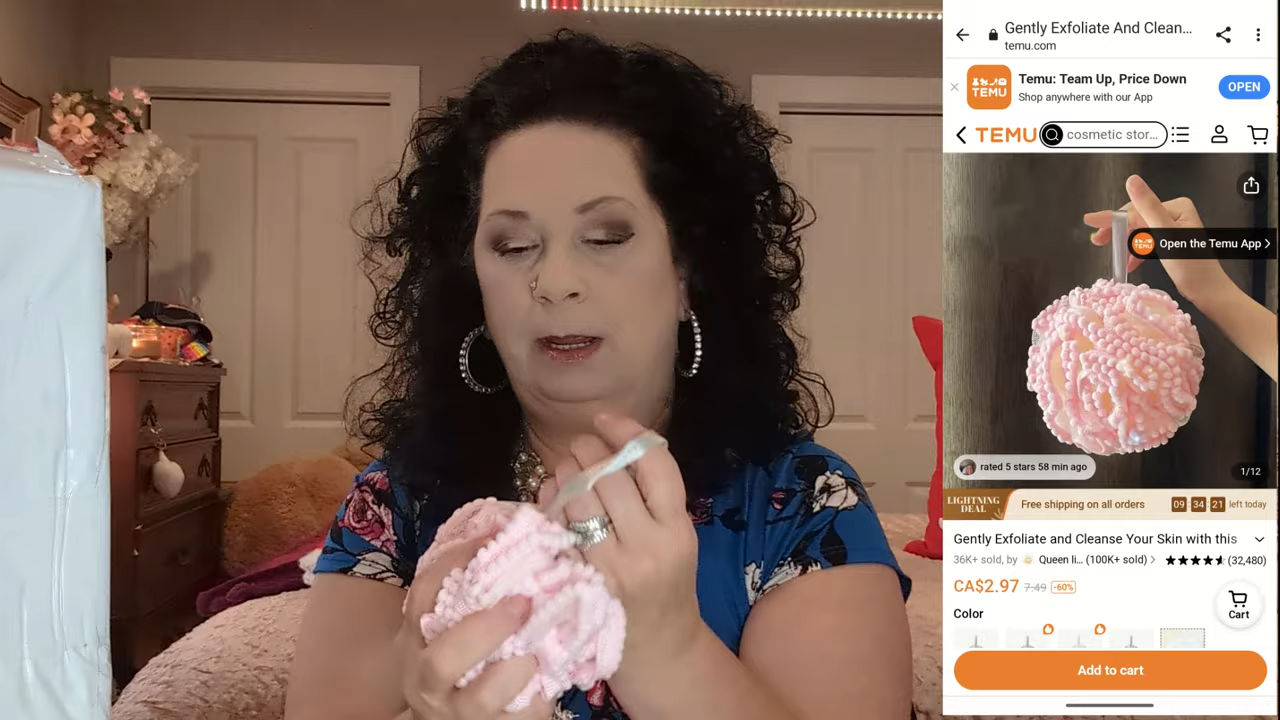 Gently Exfoliate And Clean...
temu.com
TEMU
Temu: Team Up, Price Down
Shop anywhere with our App
OPEN
TEMU
cosmetic stor...
TEMU
Open the Temu App
rated 5 stars 58 min ago
1/12
LIGHTNING
DEAL
Free shipping on all orders
09 : 34 : 21 left today
Gently Exfoliate and Cleanse Your Skin with this
36K+ sold, by Queen li... (100K+ sold) (32,480)
CA$2.97 7.49 -60%
Color
Cart
Add to cart